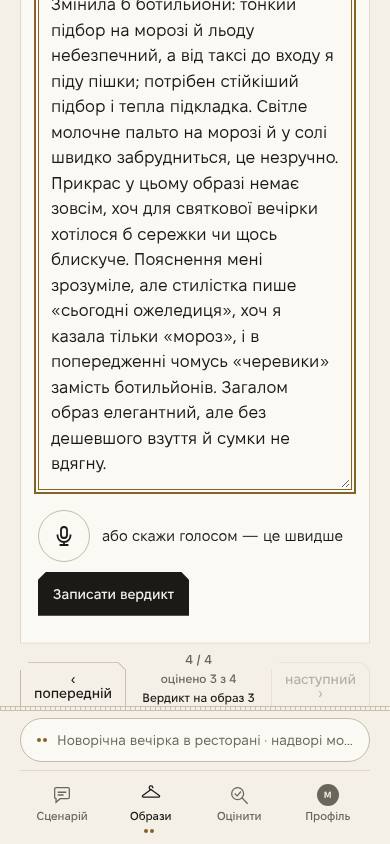 Змінила б ботильйони: тонкий
підбор на морозі й льоду
небезпечний, а від таксі до входу я
піду пішки; потрібен стійкіший
підбор і тепла підкладка. Світле
молочне пальто на морозі й у солі
швидко забрудниться, це незручно.
Прикрас у цьому образі немає
зовсім, хоч для святкової вечірки
хотілося б сережки чи щось
блискуче. Пояснення мені
зрозуміле, але стилістка пише
«сьогодні ожеледиця», хоч я
казала тільки «мороз», і в
попередженні чомусь «черевики»
замість ботильйонів. Загалом
образ елегантний, але без
дешевшого взуття й сумки не
вдягну.
або скажи голосом — це швидше
Записати вердикт
4 / 4
‹
попередній
оцінено 3 з 4
наступний
›
Вердикт на образ 3
Новорічна вечірка в ресторані · надворі мо...
Сценарій
Образи
Оцінити
М
Профіль